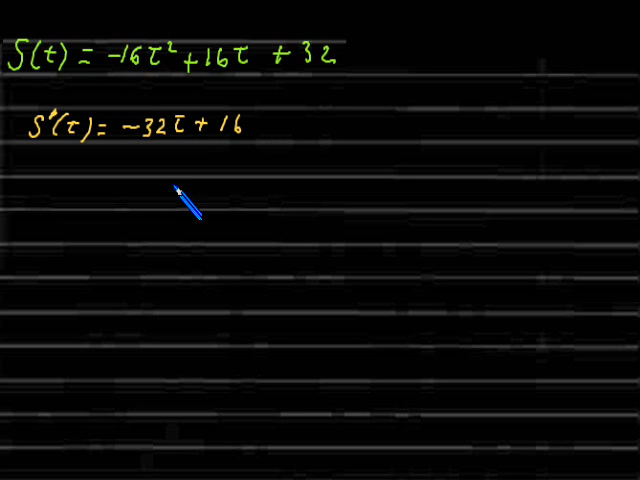 S(t) = -16t² + 16t + 32
S'(t) = -32t + 16